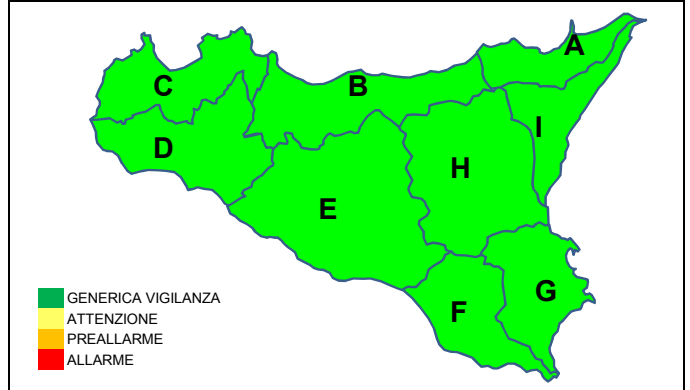 A
C
B
I
D
H
E
G
F
GENERICA VIGILANZA
ATTENZIONE
PREALLARME
ALLARME